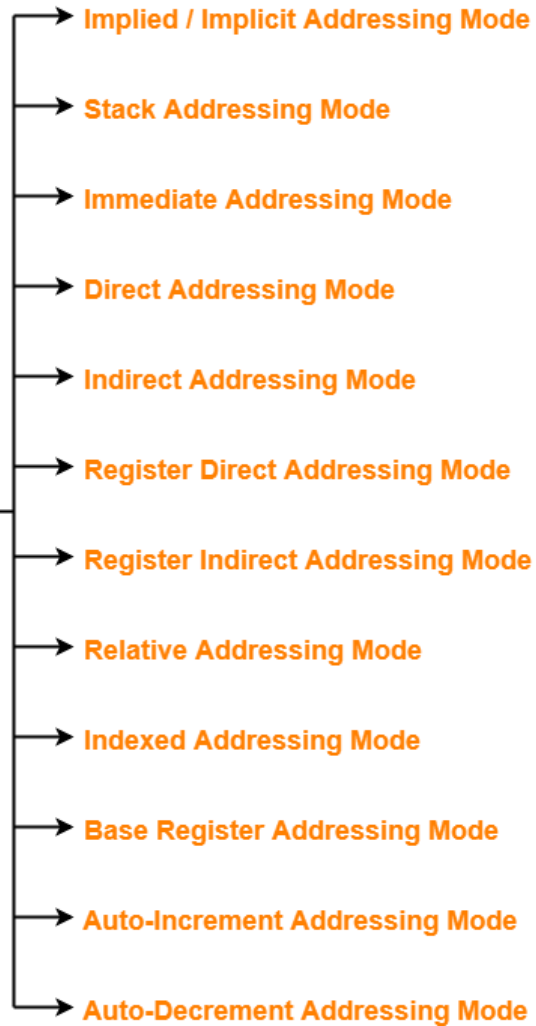 Implied / Implicit Addressing Mode
Stack Addressing Mode
Immediate Addressing Mode
Direct Addressing Mode
Indirect Addressing Mode
Register Direct Addressing Mode
Register Indirect Addressing Mode
Relative Addressing Mode
Indexed Addressing Mode
Base Register Addressing Mode
Auto-Increment Addressing Mode
Auto-Decrement Addressing Mode